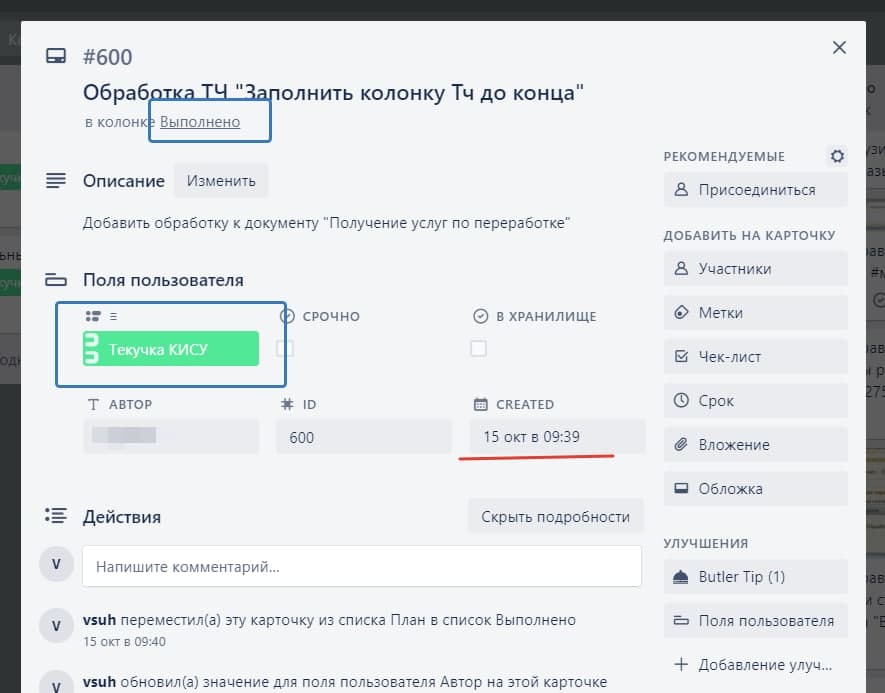 #600
Обработка ТЧ "Заполнить колонку Тч до конца"
в колонке Выполнено
Описание Изменить
Добавить обработку к документу "Получение услуг по переработке"
Поля пользователя
СРОЧНО
В ХРАНИЛИЩЕ
Текучка КИСУ
АВТОР
ID
CREATED
600
15 окт в 09:39
Действия
Скрыть подробности
V
Напишите комментарий...
V
vsuh переместил(а) эту карточку из списка План в список Выполнено
15 окт в 09:40
V
vsuh обновил(а) значение для поля пользователя Автор на этой карточке
РЕКОМЕНДУЕМЫЕ
Присоединиться
ДОБАВИТЬ НА КАРТОЧКУ
Участники
Метки
Чек-лист
Срок
Вложение
Обложка
УЛУЧШЕНИЯ
Butler Tip (1)
Поля пользователя
Добавление улуч...